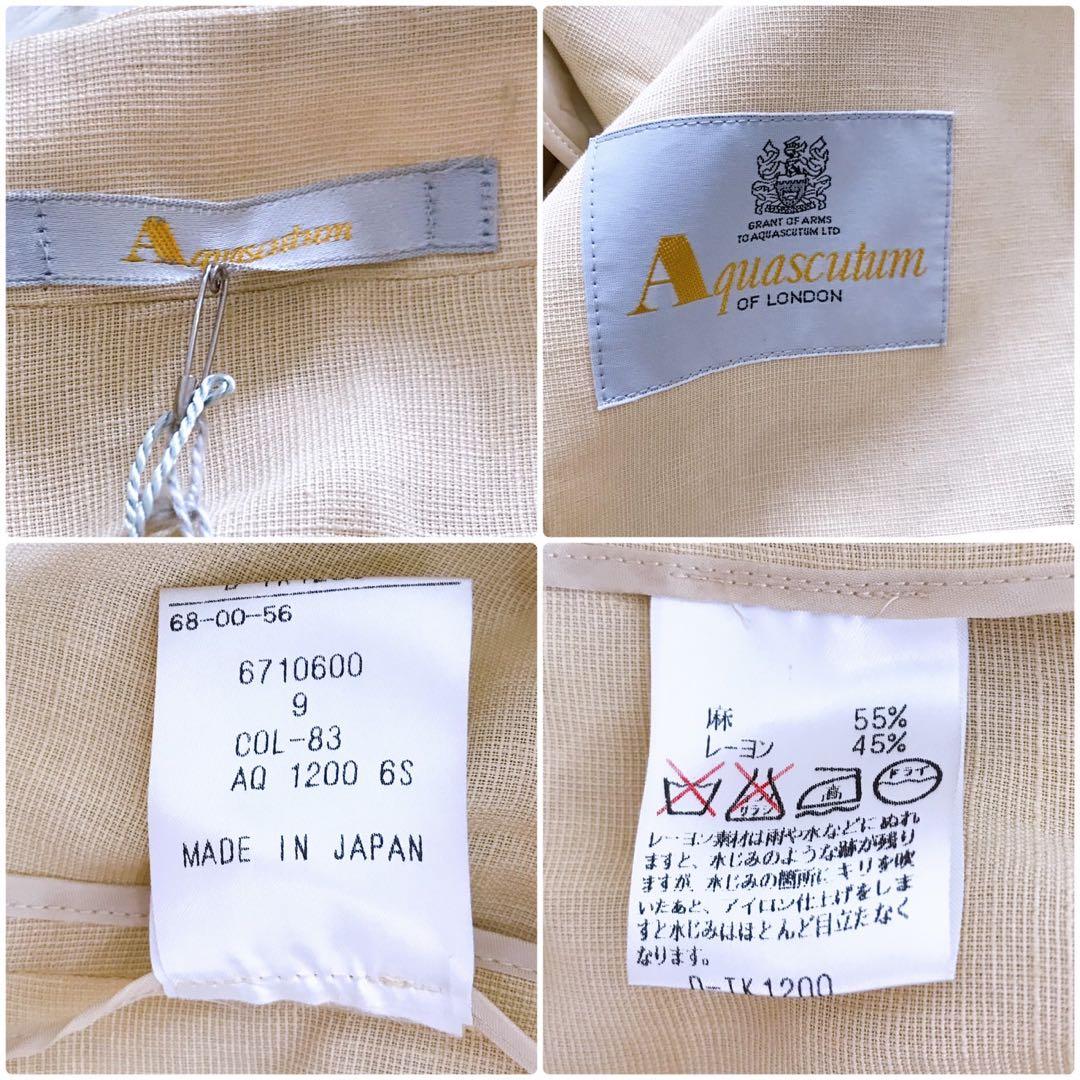 Aquascutum
GRANT OF ARMS
TO AQUASCUTUM LTD
Aquascutum
OF LONDON
68-00-56
6710600
9
COL-83
AQ 1200 6S
MADE IN JAPAN
麻 55%
レーヨン 45%
サラシ 高 ドライ
レーヨン素材は雨や水などにぬれ
ますと、水じみのような跡が残り
ますが、水じみの箇所にキリを吹
いたあと、アイロン仕上げをしま
すと水じみはほとんど目立たなく
なります。
D-TK1200